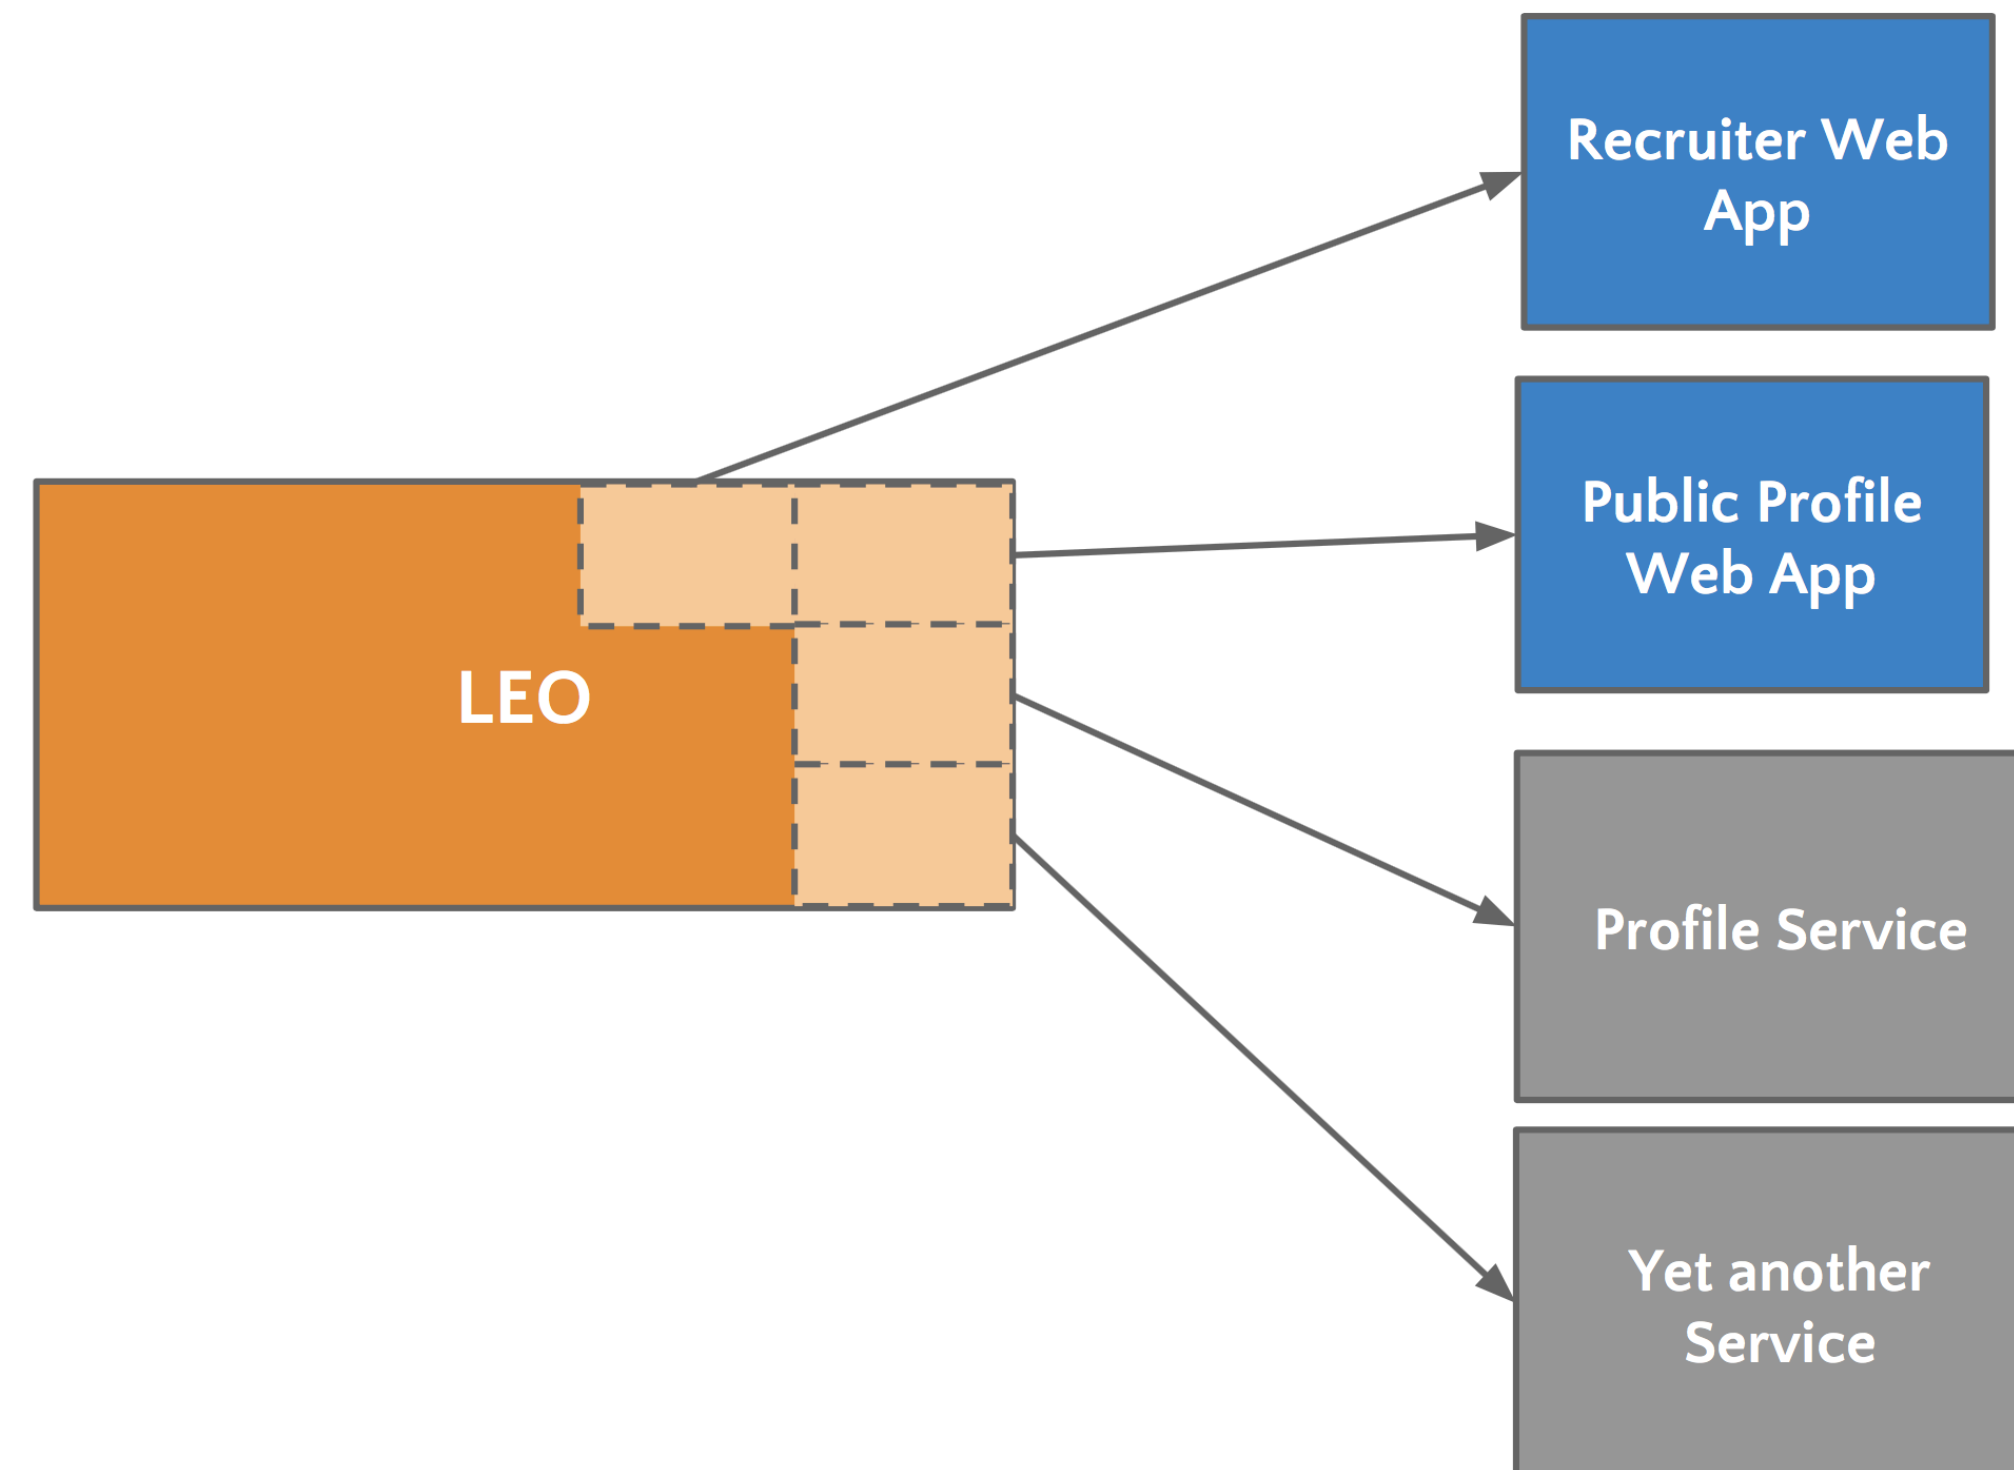 Recruiter Web
App
Public Profile
Web App
LEO
Profile Service
Yet another
Service